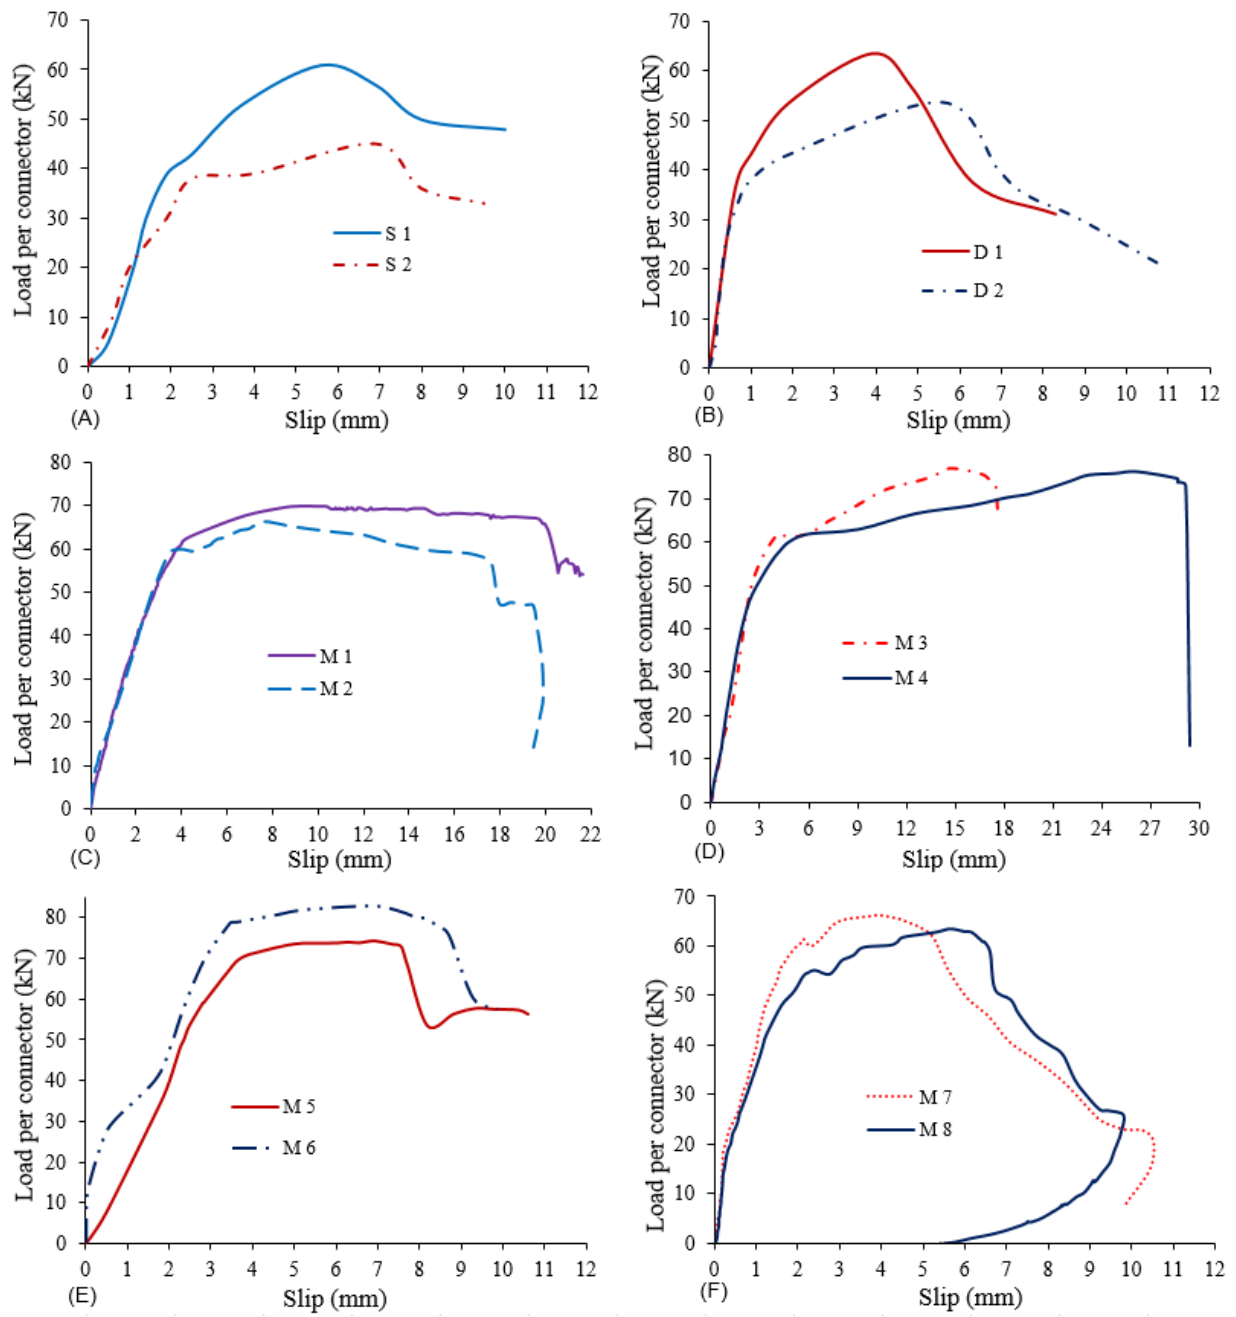 70
60
50
40
30
20
10
0
Load per connector (kN)
S 1
S 2
0 1 2 3 4 5 6 7 8 9 10 11 12
(A)
Slip (mm)
70
60
50
40
30
20
10
0
Load per connector (kN)
D 1
D 2
0 1 2 3 4 5 6 7 8 9 10 11 12
(B)
Slip (mm)
80
70
60
50
40
30
20
10
0
Load per connector (kN)
M 1
M 2
0 2 4 6 8 10 12 14 16 18 20 22
(C)
Slip (mm)
80
70
60
50
40
30
20
10
0
Load per connector (kN)
M 3
M 4
0 3 6 9 12 15 18 21 24 27 30
(D)
Slip (mm)
80
70
60
50
40
30
20
10
0
Load per connector (kN)
M 5
M 6
0 1 2 3 4 5 6 7 8 9 10 11 12
(E)
Slip (mm)
70
60
50
40
30
20
10
0
Load per connector (kN)
M 7
M 8
0 1 2 3 4 5 6 7 8 9 10 11 12
(F)
Slip (mm)